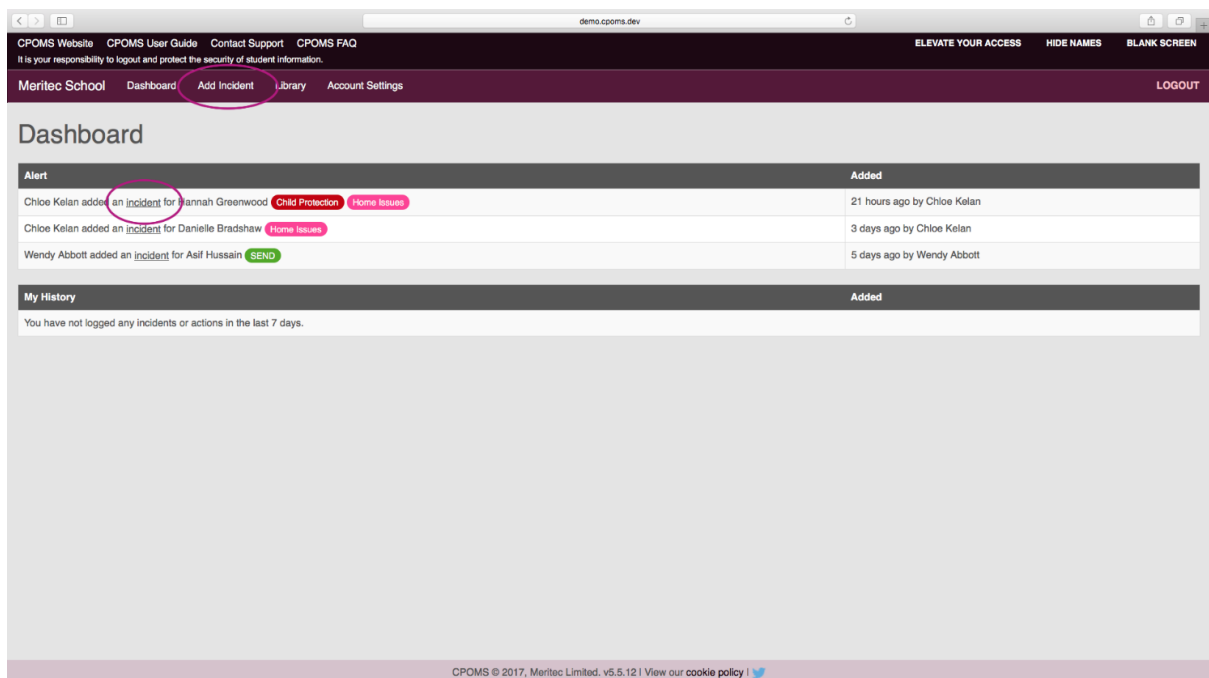 demo.cpoms.dev
CPOMS Website CPOMS User Guide Contact Support CPOMS FAQ ELEVATE YOUR ACCESS HIDE NAMES BLANK SCREEN
It is your responsibility to logout and protect the security of student information.
Meritec School Dashboard Add Incident Library Account Settings LOGOUT
Dashboard
Alert Added
Chloe Kelan added an incident for Hannah Greenwood Child Protection Home Issues 21 hours ago by Chloe Kelan
Chloe Kelan added an incident for Danielle Bradshaw Home Issues 3 days ago by Chloe Kelan
Wendy Abbott added an incident for Asif Hussain SEND 5 days ago by Wendy Abbott
My History Added
You have not logged any incidents or actions in the last 7 days.
CPOMS © 2017, Meritec Limited. v5.5.12 | View our cookie policy |